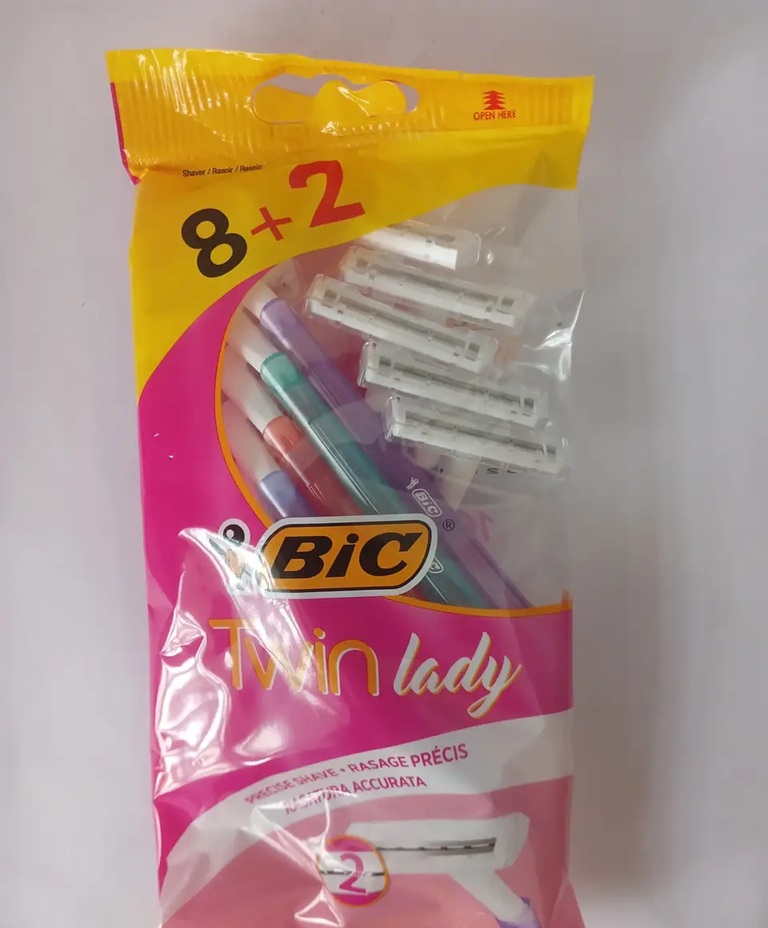 OPEN HERE
Shaver / Rasoir / Rasoio
8+2
BiC
BiC ®
Twin lady
PRECISE SHAVE • RASAGE PRÉCIS
RASATURA ACCURATA
2